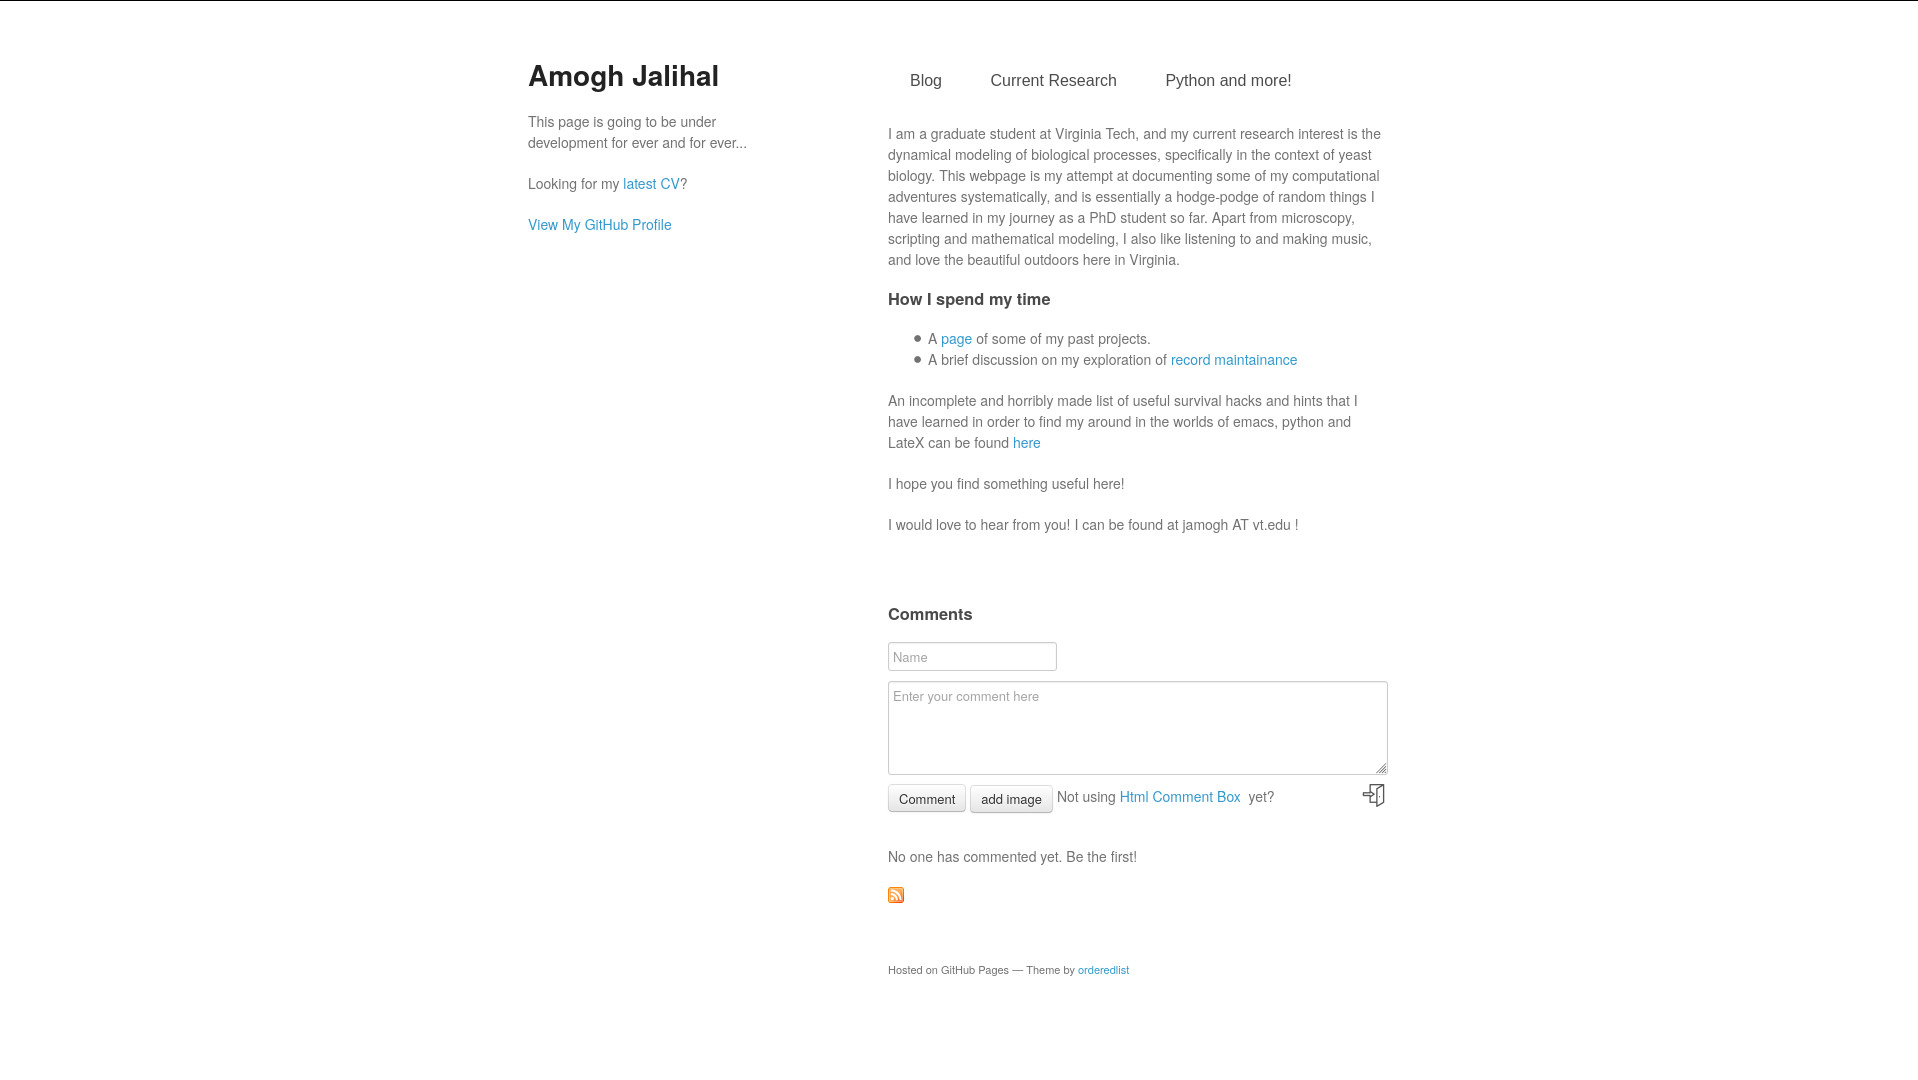 Amogh Jalihal
This page is going to be under
development for ever and for ever...
Looking for my latest CV?
View My GitHub Profile
Blog Current Research Python and more!
I am a graduate student at Virginia Tech, and my current research interest is the
dynamical modeling of biological processes, specifically in the context of yeast
biology. This webpage is my attempt at documenting some of my computational
adventures systematically, and is essentially a hodge-podge of random things I
have learned in my journey as a PhD student so far. Apart from microscopy,
scripting and mathematical modeling, I also like listening to and making music,
and love the beautiful outdoors here in Virginia.
How I spend my time
A page of some of my past projects.
A brief discussion on my exploration of record maintainance
An incomplete and horribly made list of useful survival hacks and hints that I
have learned in order to find my around in the worlds of emacs, python and
LateX can be found here
I hope you find something useful here!
I would love to hear from you! I can be found at jamogh AT vt.edu !
Comments
Name
Enter your comment here
Comment add image Not using Html Comment Box yet?
No one has commented yet. Be the first!
Hosted on GitHub Pages — Theme by orderedlist